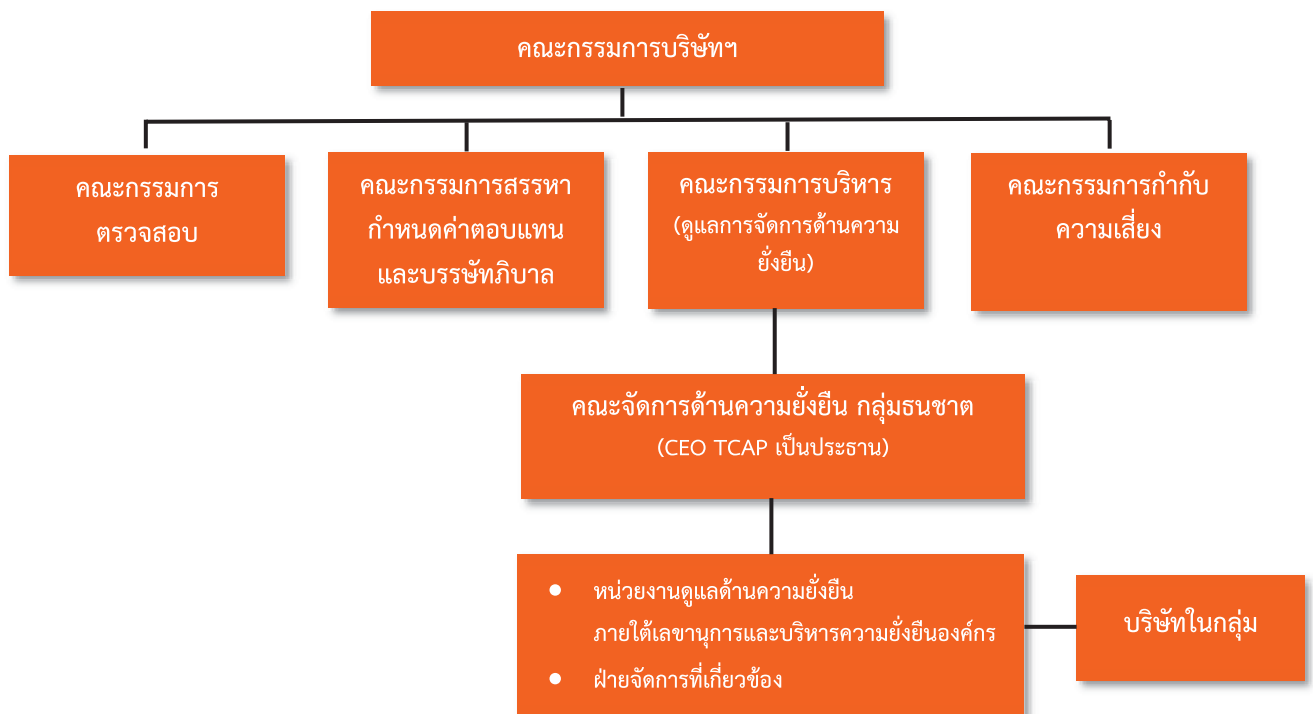 คณะกรรมการบริษัทฯ
คณะกรรมการ
ตรวจสอบ
คณะกรรมการสรรหา
กำหนดค่าตอบแทน
และบรรษัทภิบาล
คณะกรรมการบริหาร
(ดูแลการจัดการด้านความ
ยั่งยืน)
คณะกรรมการกำกับ
ความเสี่ยง
คณะจัดการด้านความยั่งยืน กลุ่มธนชาต
(CEO TCAP เป็นประธาน)
● หน่วยงานดูแลด้านความยั่งยืน
ภายใต้เลขานุการและบริหารความยั่งยืนองค์กร
● ฝ่ายจัดการที่เกี่ยวข้อง
บริษัทในกลุ่ม